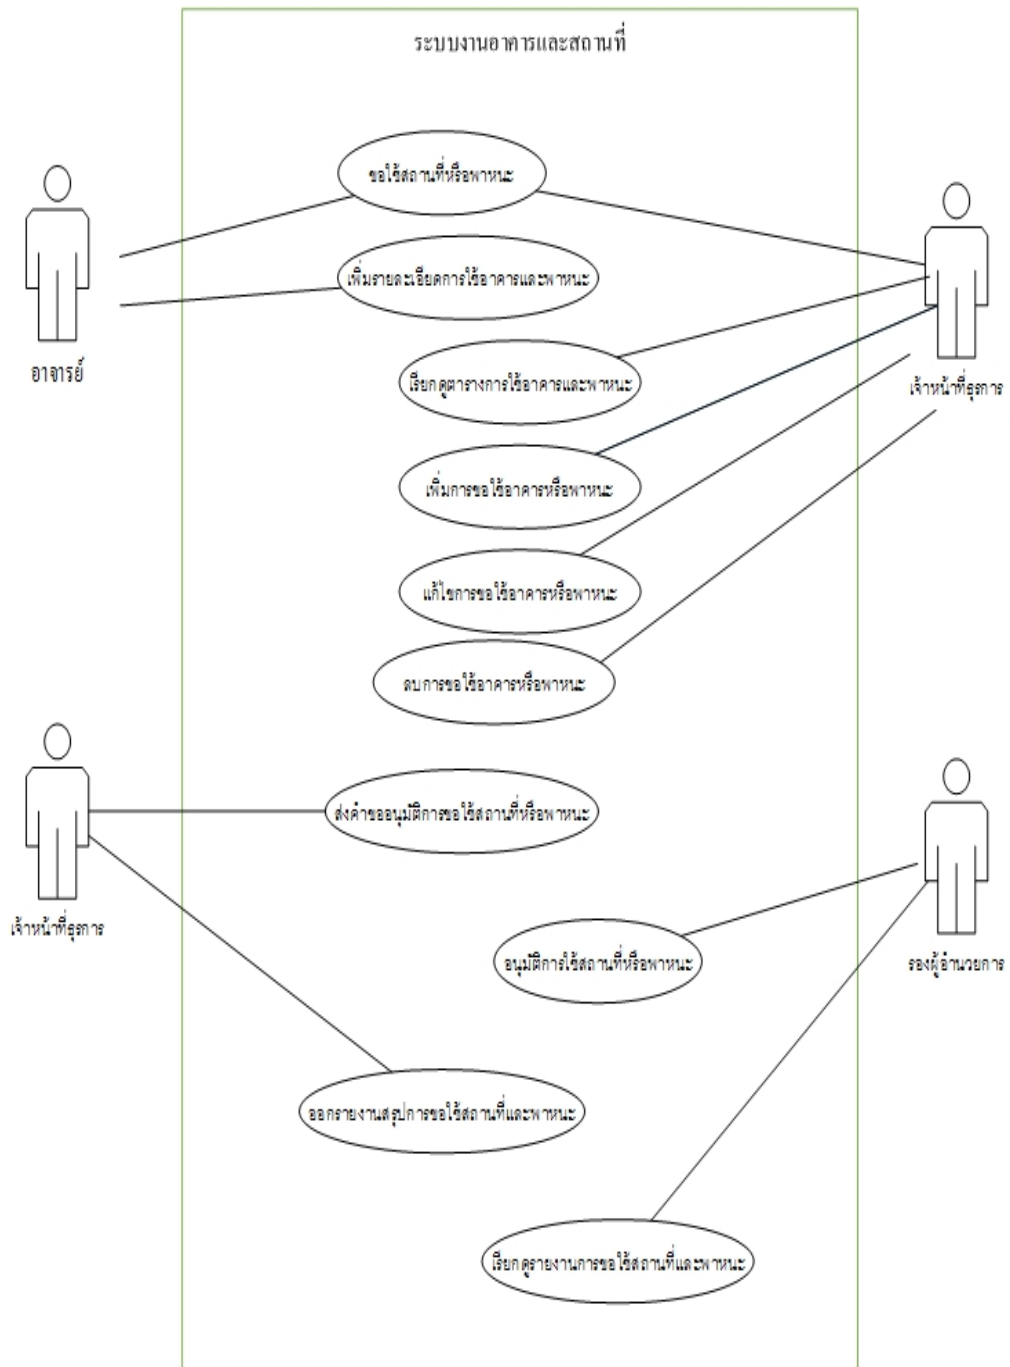 ระบบงานอาคารและสถานที่
ขอใช้สถานที่หรือพาหนะ
เพิ่มรายละเอียดการใช้อาคารและพาหนะ
อาจารย์
เรียกดูตารางการใช้อาคารและพาหนะ
เจ้าหน้าที่ธุรการ
เพิ่มการขอใช้อาคารหรือพาหนะ
แก้ไขการขอใช้อาคารหรือพาหนะ
ลบการขอใช้อาคารหรือพาหนะ
ส่งคำขออนุมัติการขอใช้สถานที่หรือพาหนะ
เจ้าหน้าที่ธุรการ
อนุมัติการใช้สถานที่หรือพาหนะ
รองผู้อำนวยการ
ออกรายงานสรุปการขอใช้สถานที่และพาหนะ
เรียกดูรายงานการขอใช้สถานที่และพาหนะ